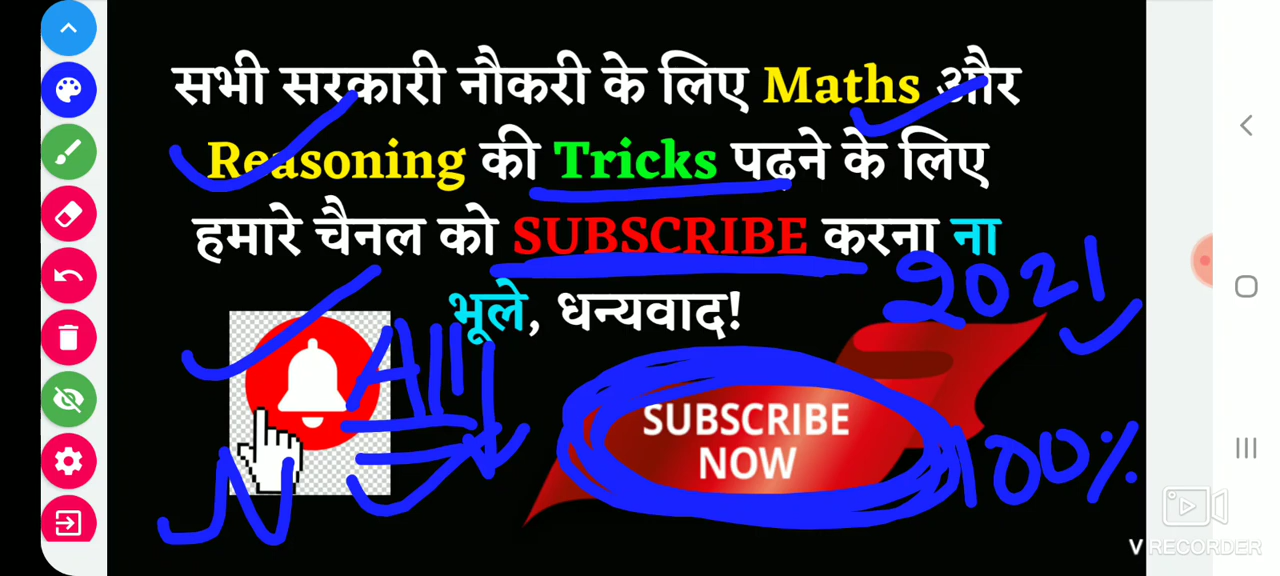 सभी सरकारी नौकरी के लिए Maths और
Reasoning की Tricks पढ़ने के लिए
हमारे चैनल को SUBSCRIBE करना ना
भूले, धन्यवाद!
2021
All
SUBSCRIBE
NOW
N
100%
V RECORDER